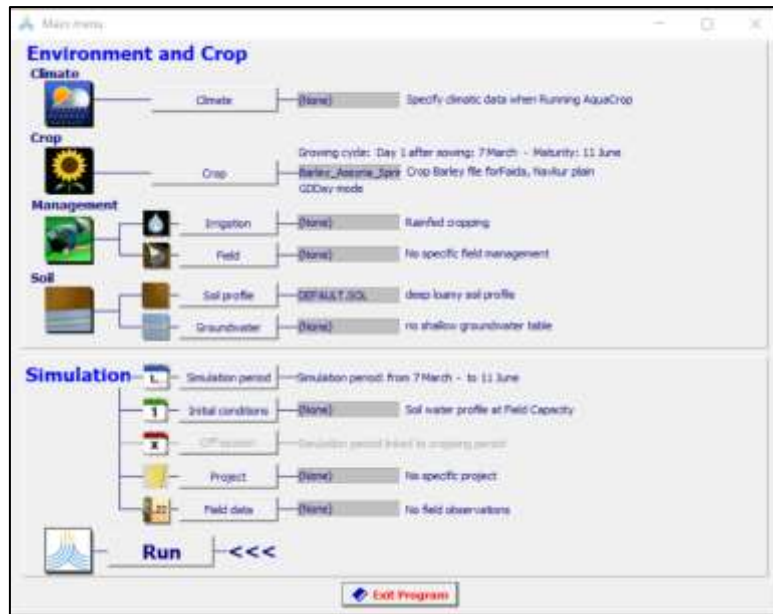 Main menu
Environment and Crop
Climate
Climate (None) Specify climatic data when Running AquaCrop
Crop
Growing cycle: Day 1 after sowing: 7 March - Maturity: 11 June
Crop Barley_Assyria_Spri Crop Barley file forFaida, Navkur plain
GDDay mode
Management
Irrigation (None) Rainfed cropping
Field (None) No specific field management
Soil
Soil profile DEFAULT.SOL deep loamy soil profile
Groundwater (None) no shallow groundwater table
Simulation
Simulation period Simulation period: from 7 March - to 11 June
Initial conditions (None) Soil water profile at Field Capacity
Off season Simulation period linked to cropping period
Project (None) No specific project
Field data (None) No field observations
Run <<<
Exit Program